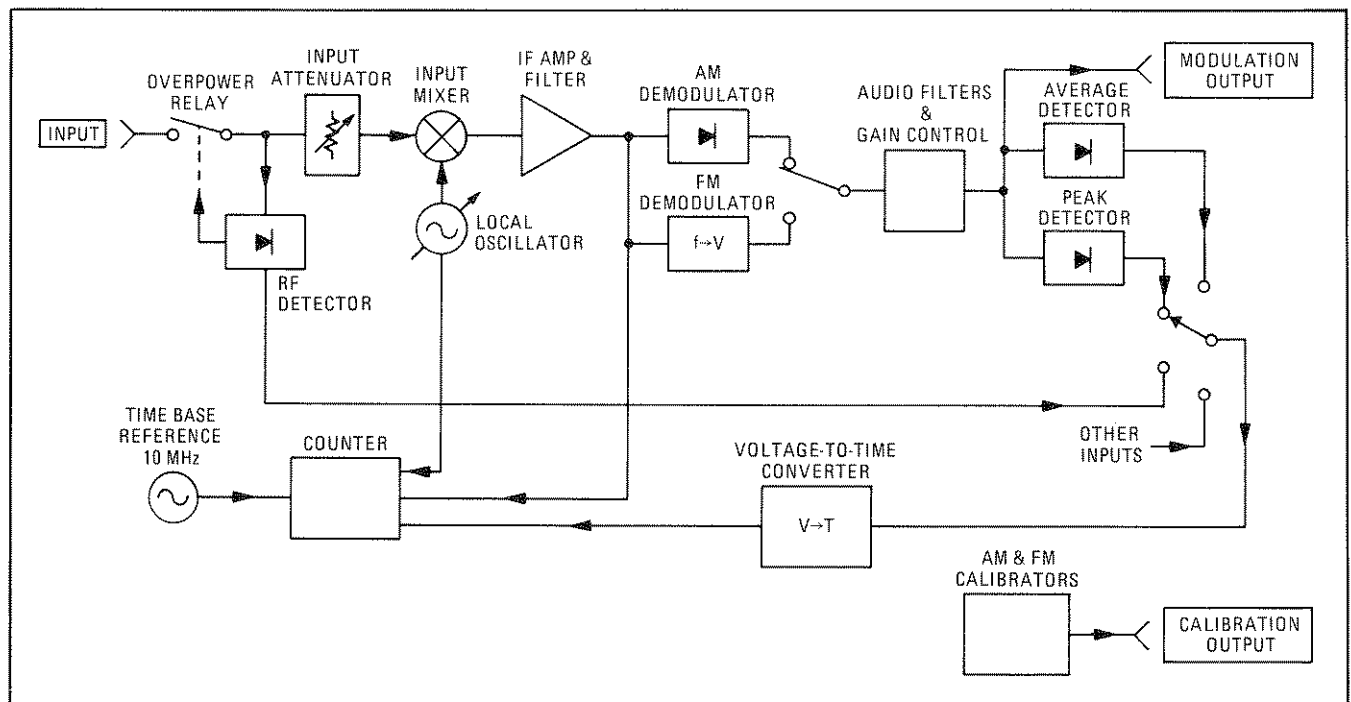 INPUT
OVERPOWER
RELAY
INPUT
ATTENUATOR
INPUT
MIXER
IF AMP &
FILTER
AM
DEMODULATOR
FM
DEMODULATOR
f→V
AUDIO FILTERS
&
GAIN CONTROL
MODULATION
OUTPUT
AVERAGE
DETECTOR
PEAK
DETECTOR
LOCAL
OSCILLATOR
RF
DETECTOR
TIME BASE
REFERENCE
10 MHz
COUNTER
VOLTAGE-TO-TIME
CONVERTER
V→T
OTHER
INPUTS
AM & FM
CALIBRATORS
CALIBRATION
OUTPUT